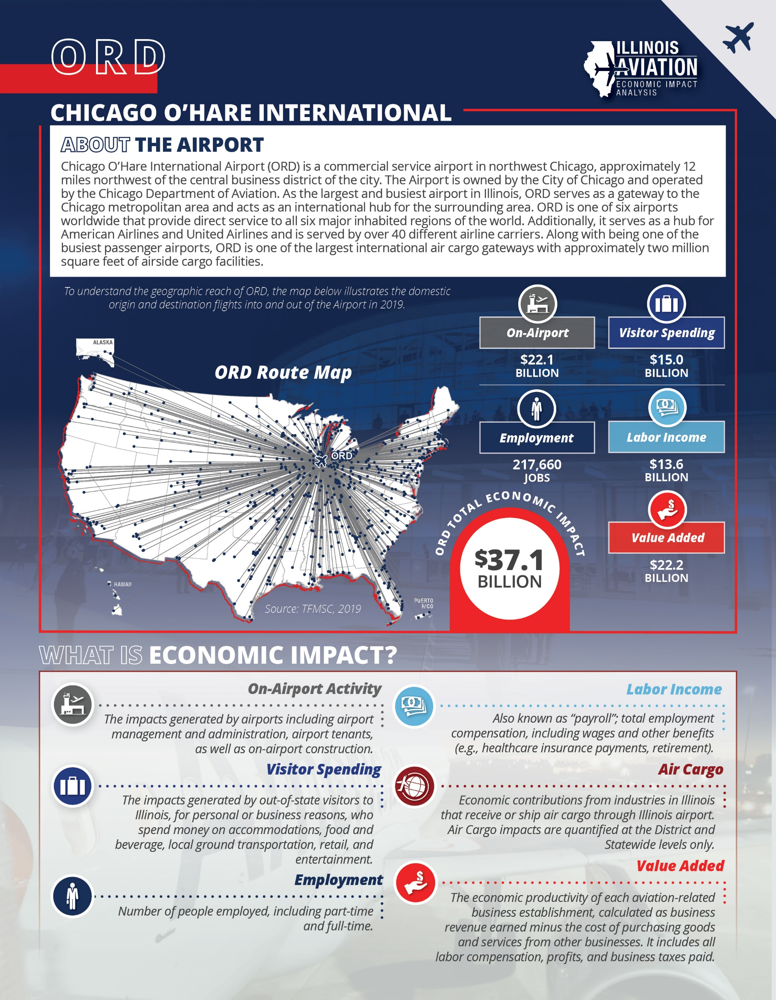 ORD
ILLINOIS
AVIATION
ECONOMIC IMPACT
ANALYSIS
CHICAGO O'HARE INTERNATIONAL
ABOUT THE AIRPORT
Chicago O'Hare International Airport (ORD) is a commercial service airport in northwest Chicago, approximately 12
miles northwest of the central business district of the city. The Airport is owned by the City of Chicago and operated
by the Chicago Department of Aviation. As the largest and busiest airport in Illinois, ORD serves as a gateway to the
Chicago metropolitan area and acts as an international hub for the surrounding area. ORD is one of six airports
worldwide that provide direct service to all six major inhabited regions of the world. Additionally, it serves as a hub for
American Airlines and United Airlines and is served by over 40 different airline carriers. Along with being one of the
busiest passenger airports, ORD is one of the largest international air cargo gateways with approximately two million
square feet of airside cargo facilities.
To understand the geographic reach of ORD, the map below illustrates the domestic
origin and destination flights into and out of the Airport in 2019.
ALASKA
ORD Route Map
ORD
HAWAII
PUERTO
RICO
Source: TFMSC, 2019
On-Airport
$22.1
BILLION
Visitor Spending
$15.0
BILLION
Employment
217,660
JOBS
Labor Income
$13.6
BILLION
ORD TOTAL ECONOMIC IMPACT
$37.1
BILLION
Value Added
$22.2
BILLION
WHAT IS ECONOMIC IMPACT?
On-Airport Activity
The impacts generated by airports including airport
management and administration, airport tenants,
as well as on-airport construction.
Visitor Spending
The impacts generated by out-of-state visitors to
Illinois, for personal or business reasons, who
spend money on accommodations, food and
beverage, local ground transportation, retail, and
entertainment.
Employment
Number of people employed, including part-time
and full-time.
Labor Income
Also known as “payroll”; total employment
compensation, including wages and other benefits
(e.g., healthcare insurance payments, retirement).
Air Cargo
Economic contributions from industries in Illinois
that receive or ship air cargo through Illinois airport.
Air Cargo impacts are quantified at the District and
Statewide levels only.
Value Added
The economic productivity of each aviation-related
business establishment, calculated as business
revenue earned minus the cost of purchasing goods
and services from other businesses. It includes all
labor compensation, profits, and business taxes paid.